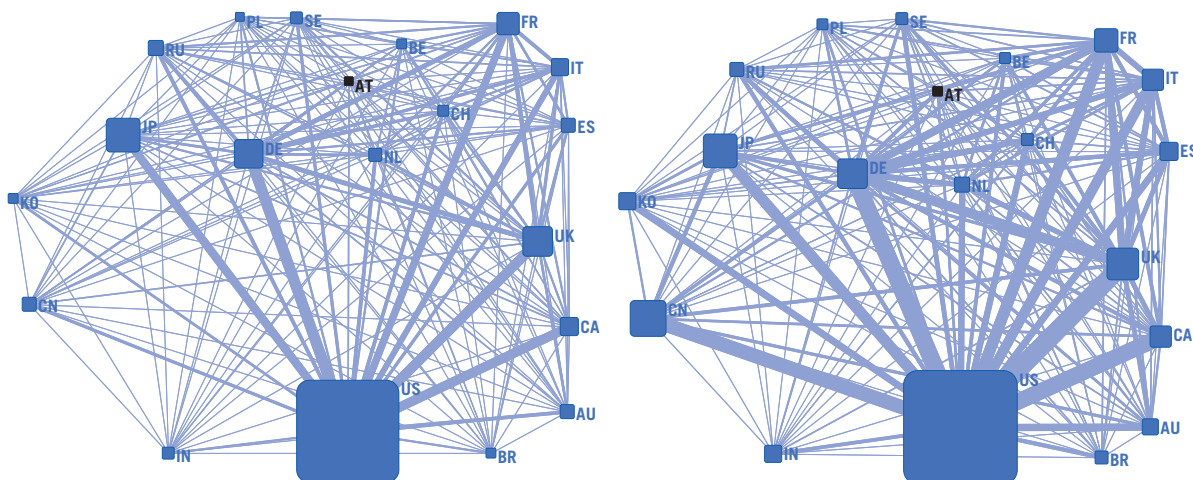 PL
SE
FR
RU
BE
IT
AT
CH
JP
ES
DE
NL
KO
UK
CN
CA
US
AU
IN
BR
PL
SE
FR
RU
BE
IT
AT
CH
JP
ES
DE
NL
KO
UK
CN
CA
US
AU
IN
BR